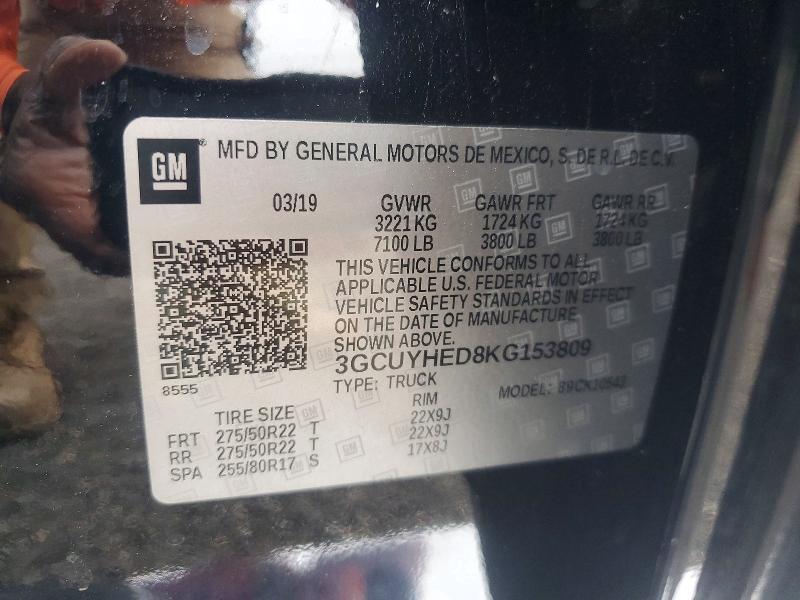 GM
MFD BY GENERAL MOTORS DE MEXICO, S. DE R.L. DE C.V.
03/19 GVWR GAWR FRT GAWR RR
3221 KG 1724 KG 1724 KG
7100 LB 3800 LB 3800 LB
THIS VEHICLE CONFORMS TO ALL
APPLICABLE U.S. FEDERAL MOTOR
VEHICLE SAFETY STANDARDS IN EFFECT
ON THE DATE OF MANUFACTURE
SHOWN ABOVE.
3GCUYHED8KG153809
8555
TYPE: TRUCK MODEL:
TIRE SIZE RIM
FRT 275/50R22 T 22X9J
RR 275/50R22 T 22X9J
SPA 255/80R17 S 17X8J